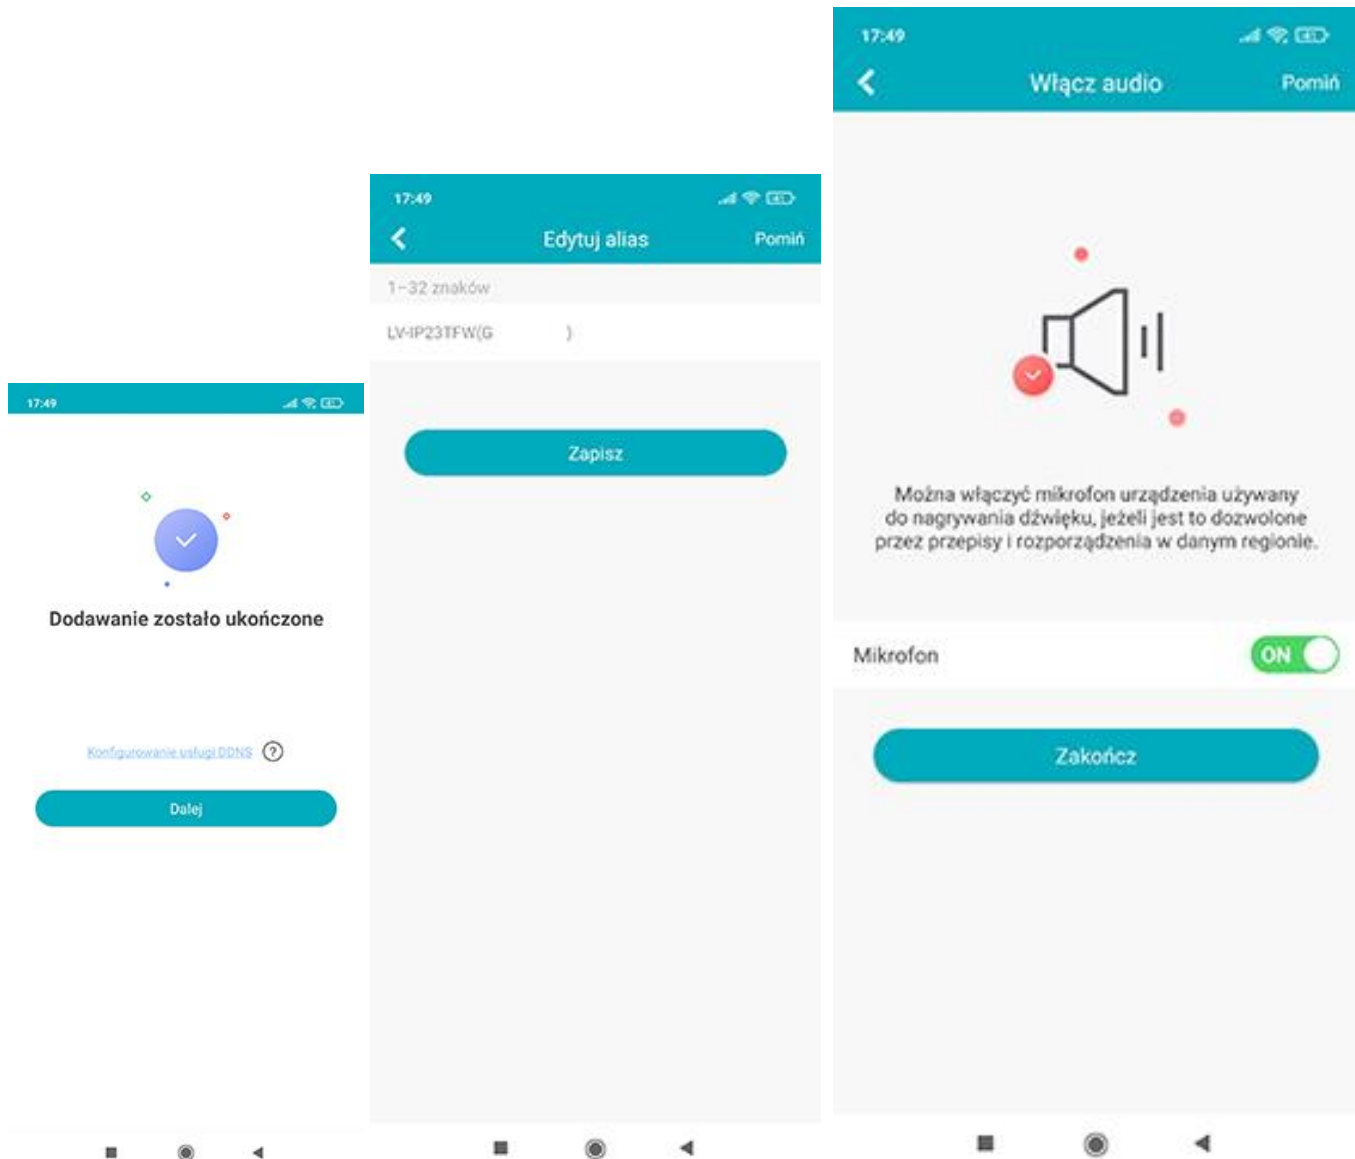 17:49
Dodawanie zostało ukończone
Konfigurowanie usługi DDNS ?
Dalej
17:49
Edytuj alias
Pomiń
1-32 znaków
LV-IP23TFW(G )
Zapisz
17:49
Włącz audio
Pomiń
Można włączyć mikrofon urządzenia używany
do nagrywania dźwięku, jeżeli jest to dozwolone
przez przepisy i rozporządzenia w danym regionie.
Mikrofon
ON
Zakończ